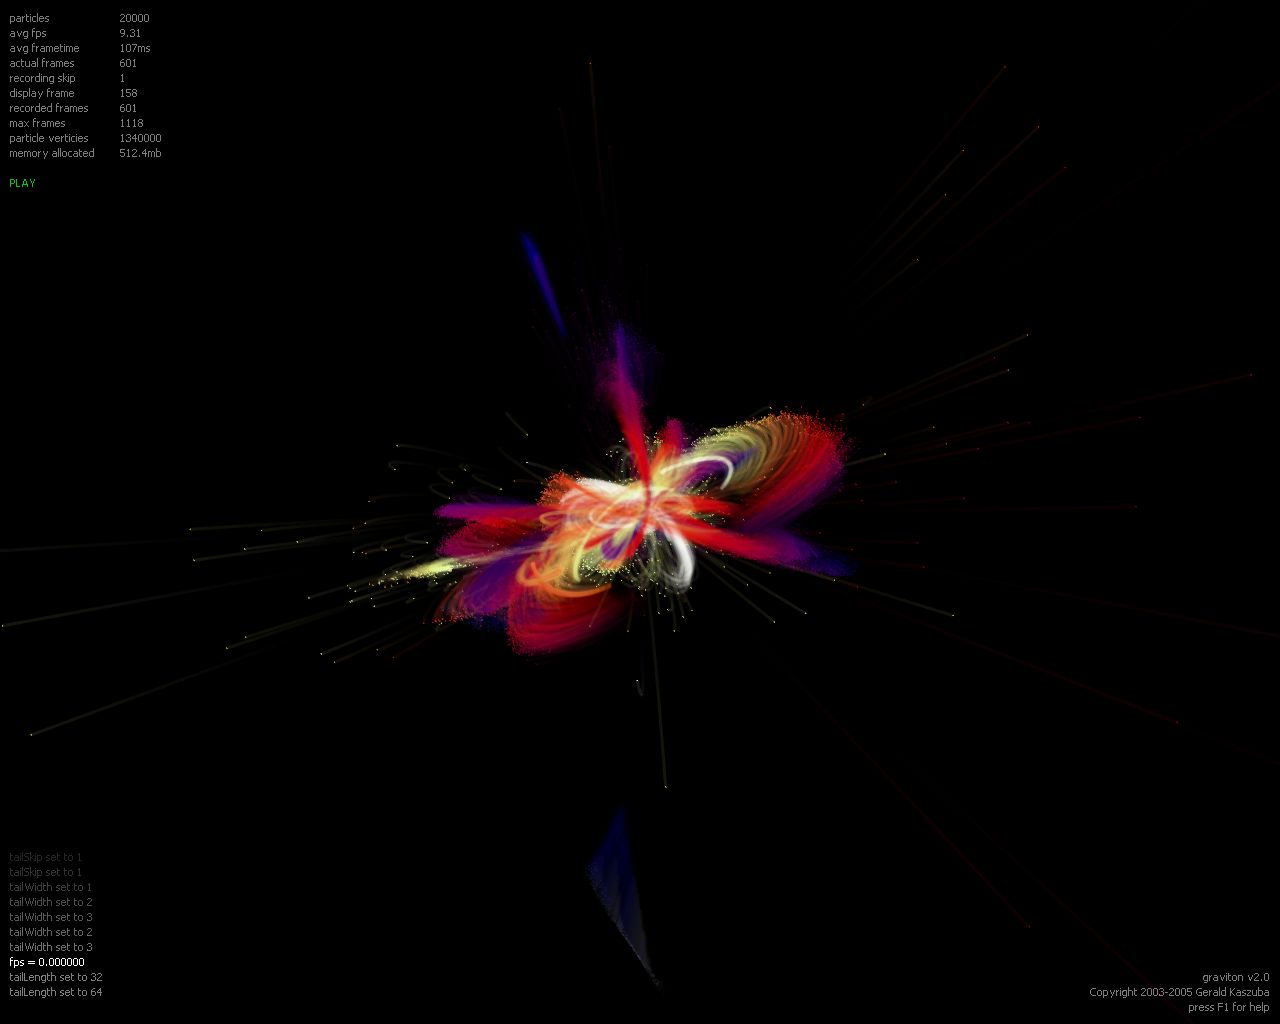 particles 20000
avg fps 9.31
avg frametime 107ms
actual frames 601
recording skip 1
display frame 158
recorded frames 601
max frames 1118
particle verticies 1340000
memory allocated 512.4mb
PLAY
tailSkip set to 1
tailSkip set to 1
tailWidth set to 1
tailWidth set to 2
tailWidth set to 3
tailWidth set to 2
tailWidth set to 3
fps = 0.000000
tailLength set to 32
tailLength set to 64
graviton v2.0
Copyright 2003-2005 Gerald Kaszuba
press F1 for help